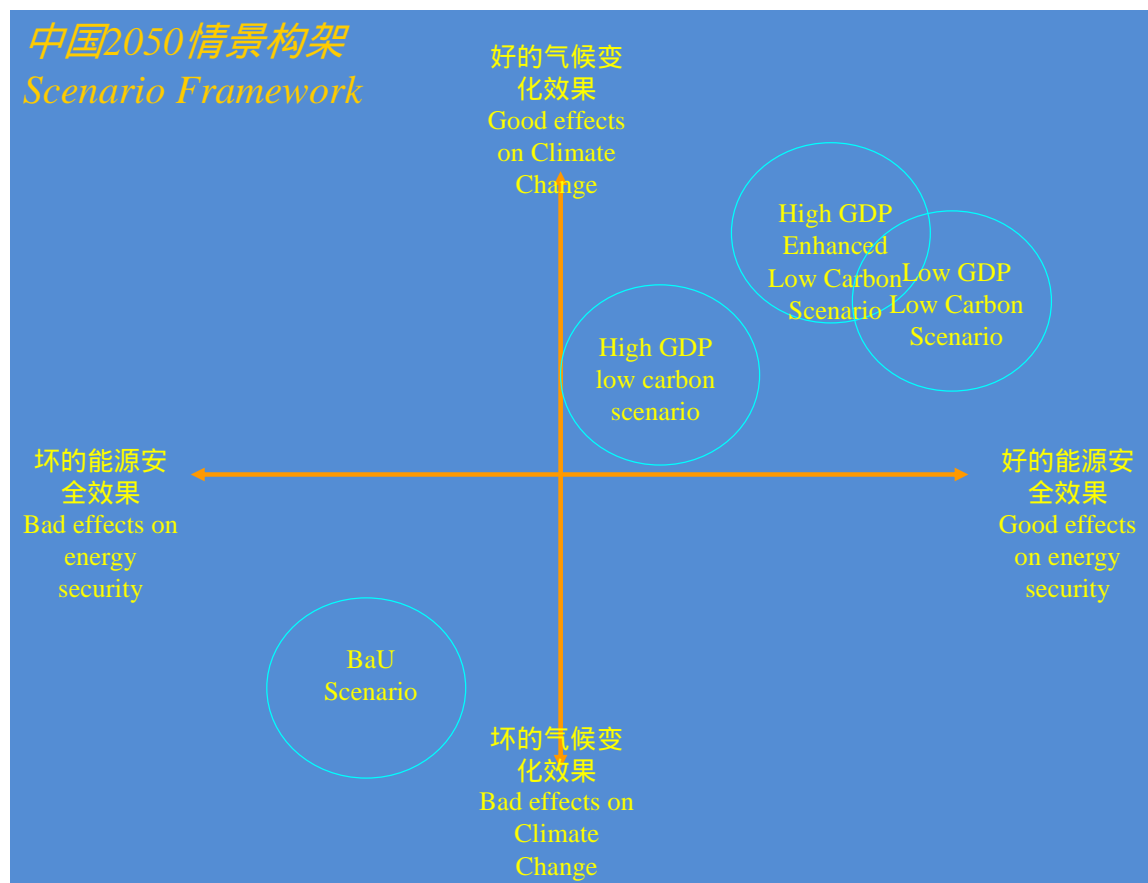 中国2050情景构架
Scenario Framework
好的气候变
化效果
Good effects
on Climate
Change
High GDP
Enhanced
Low Carbon
Scenario
Low GDP
Low Carbon
Scenario
High GDP
low carbon
scenario
坏的能源安
全效果
Bad effects on
energy
security
好的能源安
全效果
Good effects
on energy
security
BaU
Scenario
坏的气候变
化效果
Bad effects on
Climate
Change